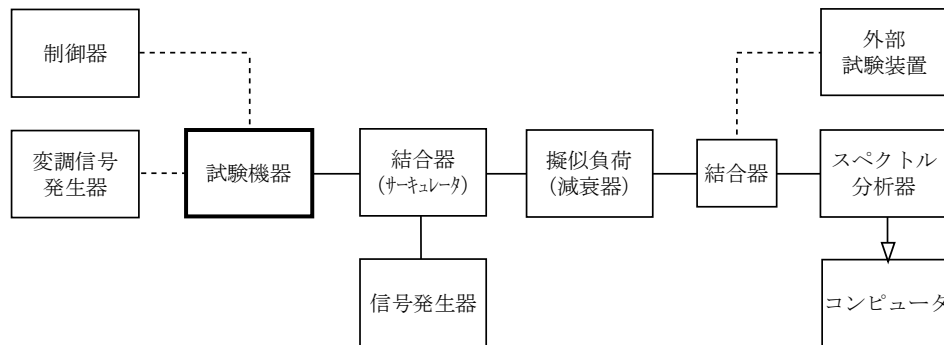 制御器
外部
試験装置
変調信号
発生器
試験機器
結合器
(サーキュレータ)
擬似負荷
(減衰器)
結合器
スペクトル
分析器
信号発生器
コンピュータ